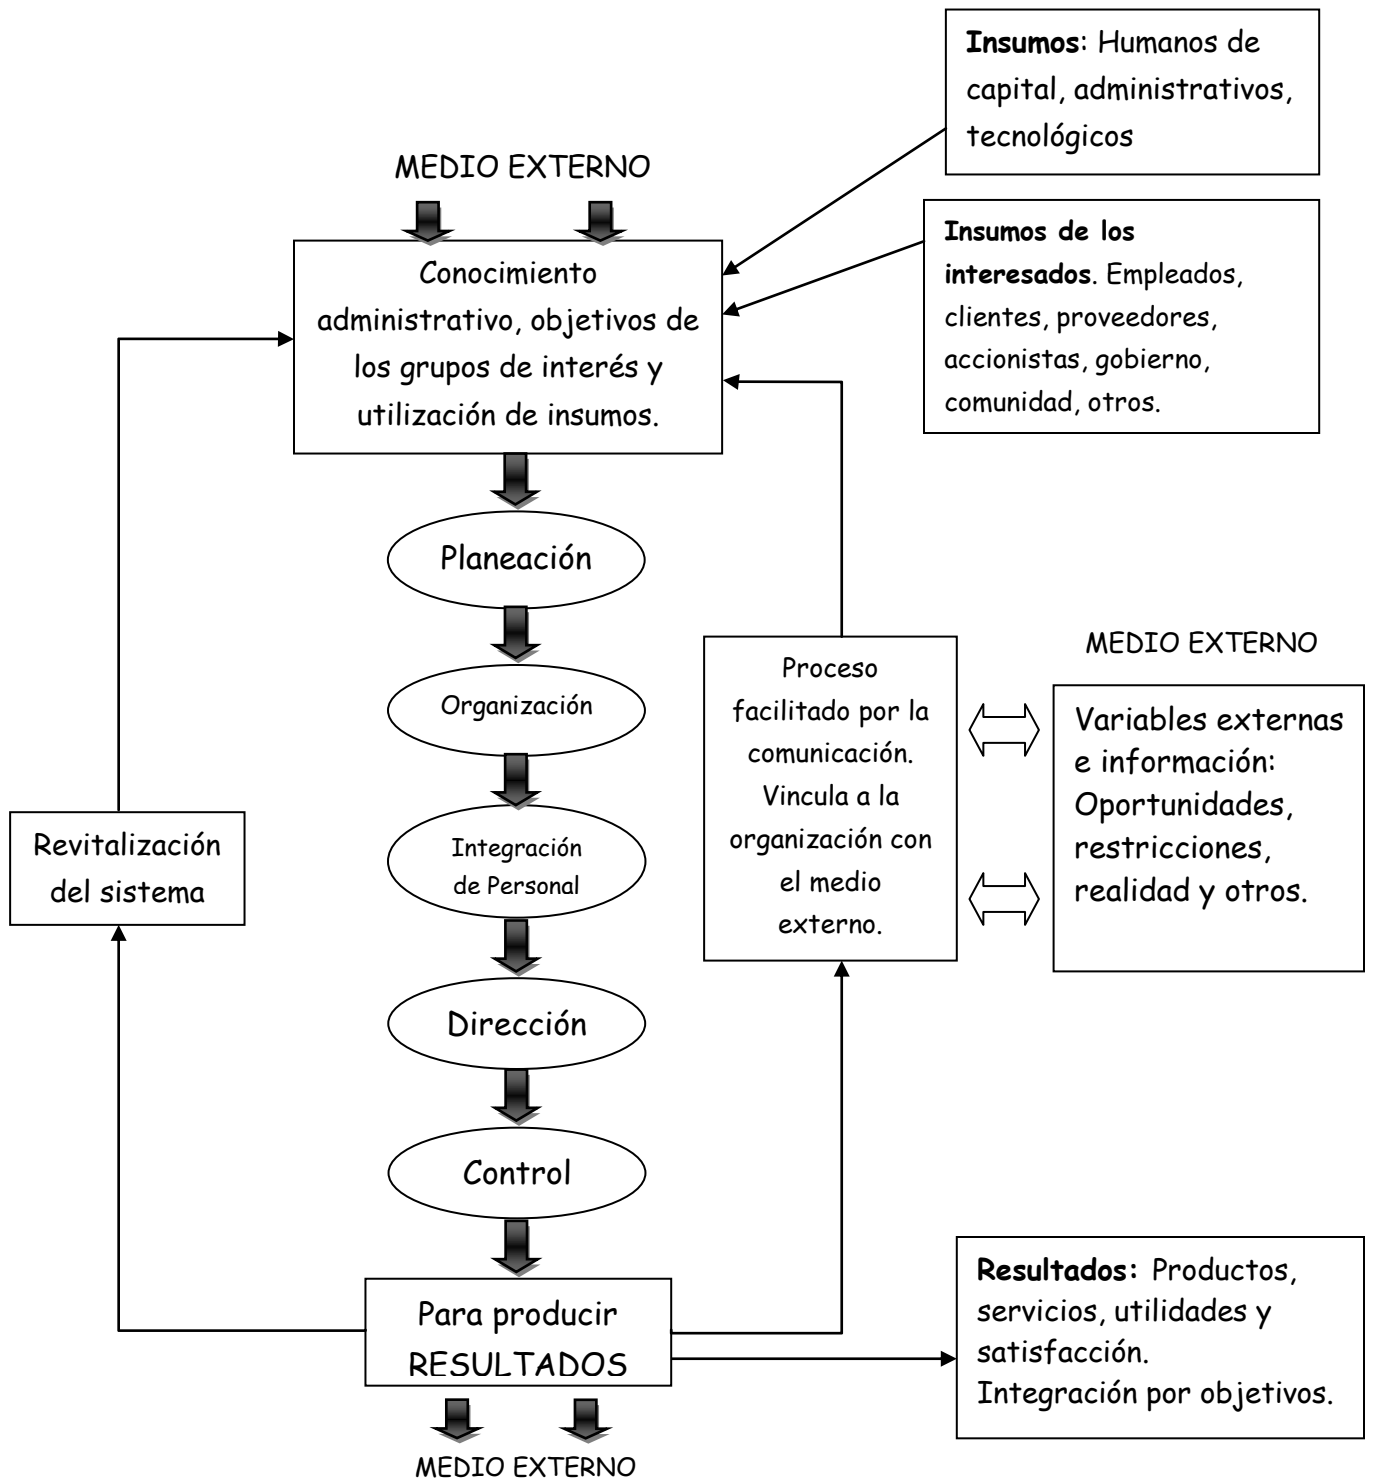 Insumos: Humanos de
capital, administrativos,
tecnológicos
MEDIO EXTERNO
Insumos de los
interesados. Empleados,
clientes, proveedores,
accionistas, gobierno,
comunidad, otros.
Conocimiento
administrativo, objetivos de
los grupos de interés y
utilización de insumos.
Planeación
Organización
Integración
de Personal
Dirección
Control
Proceso
facilitado por la
comunicación.
Vincula a la
organización con
el medio
externo.
MEDIO EXTERNO
Variables externas
e información:
Oportunidades,
restricciones,
realidad y otros.
Revitalización
del sistema
Para producir
RESULTADOS
Resultados: Productos,
servicios, utilidades y
satisfacción.
Integración por objetivos.
MEDIO EXTERNO